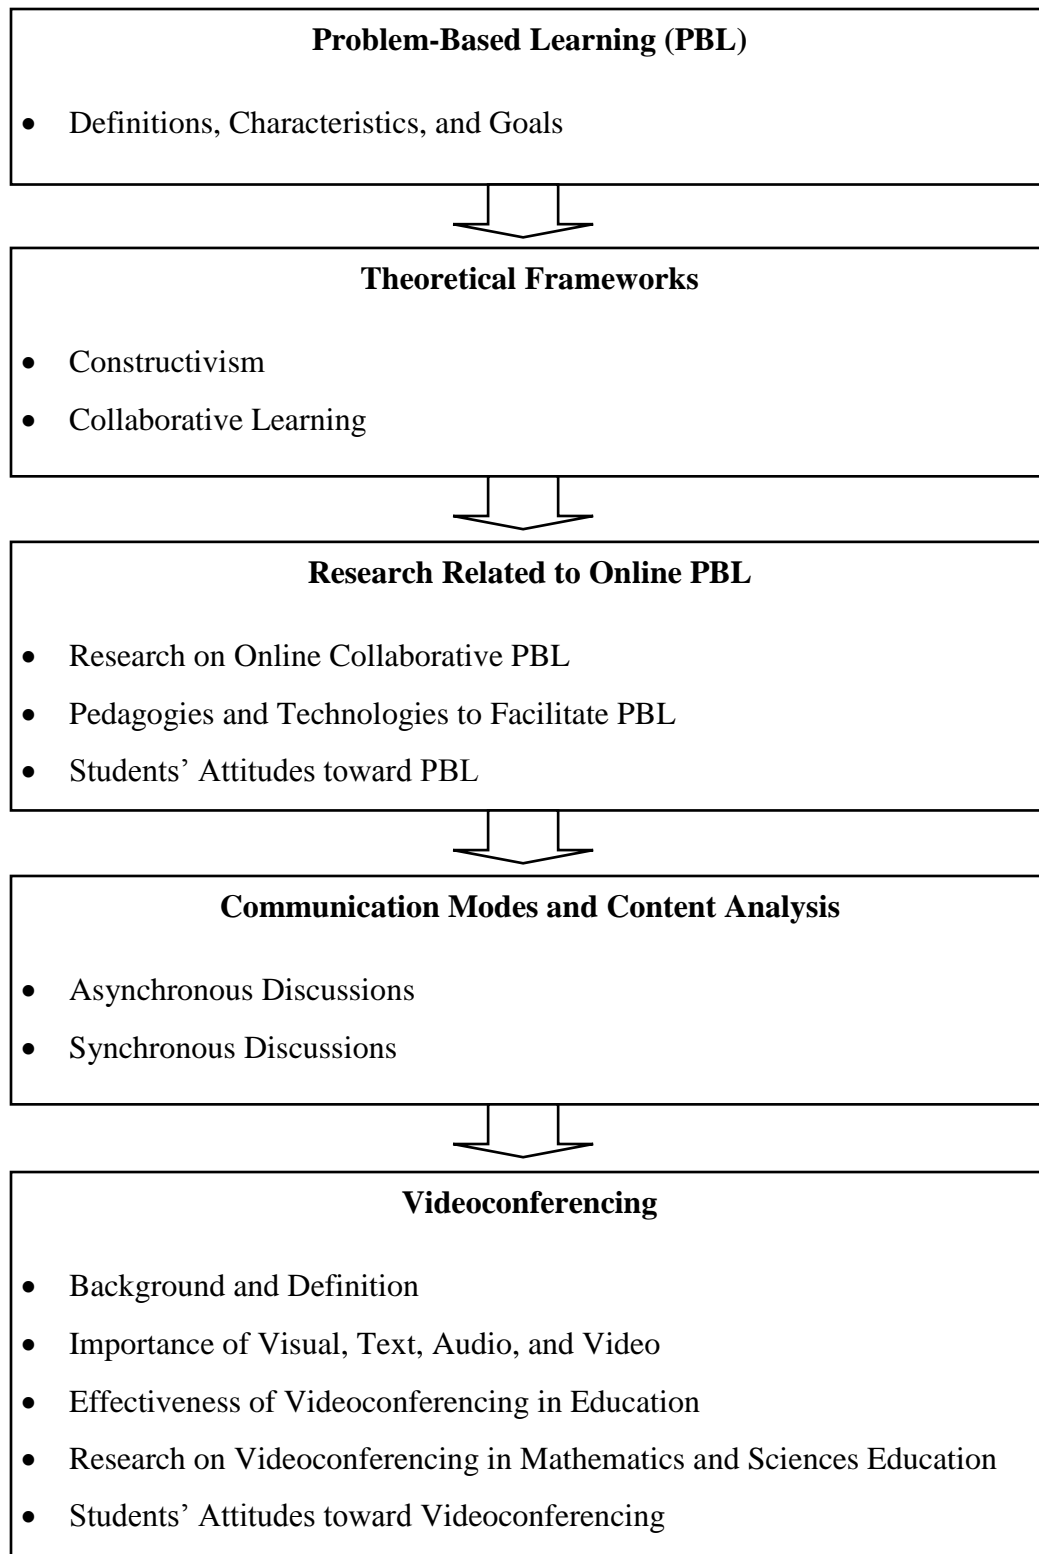 Problem-Based Learning (PBL)
• Definitions, Characteristics, and Goals
Theoretical Frameworks
• Constructivism
• Collaborative Learning
Research Related to Online PBL
• Research on Online Collaborative PBL
• Pedagogies and Technologies to Facilitate PBL
• Students’ Attitudes toward PBL
Communication Modes and Content Analysis
• Asynchronous Discussions
• Synchronous Discussions
Videoconferencing
• Background and Definition
• Importance of Visual, Text, Audio, and Video
• Effectiveness of Videoconferencing in Education
• Research on Videoconferencing in Mathematics and Sciences Education
• Students’ Attitudes toward Videoconferencing